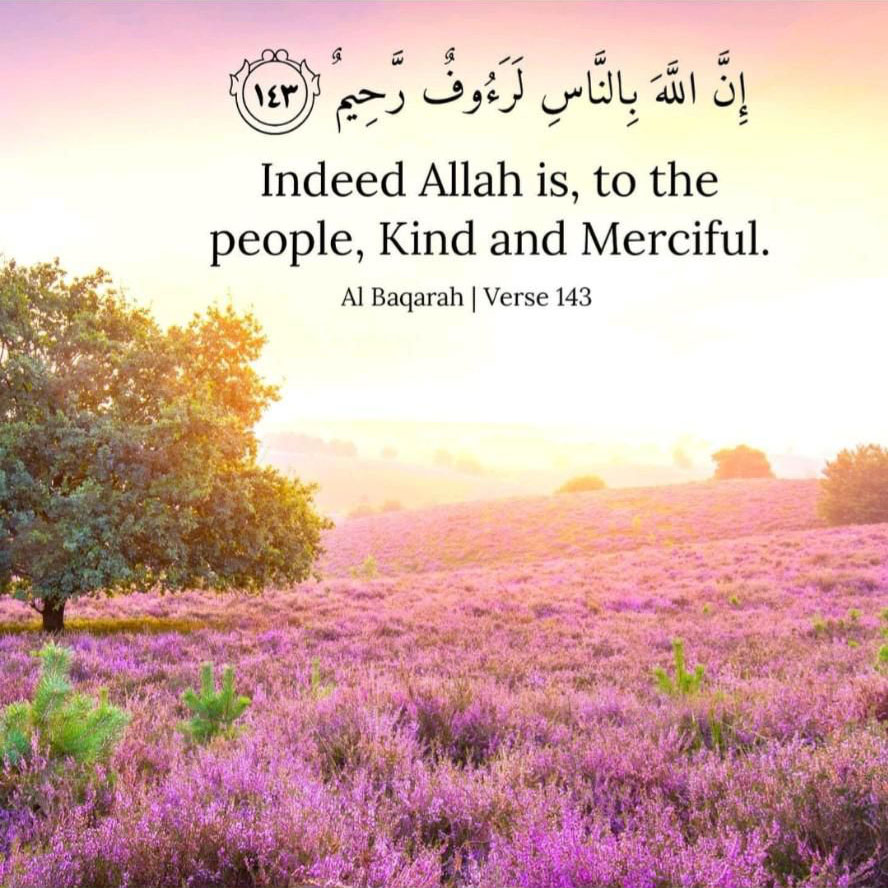 إِنَّ اللَّهَ بِالنَّاسِ لَرَءُوفٌ رَّحِيمٌ ١٤٣
Indeed Allah is, to the
people, Kind and Merciful.
Al Baqarah | Verse 143